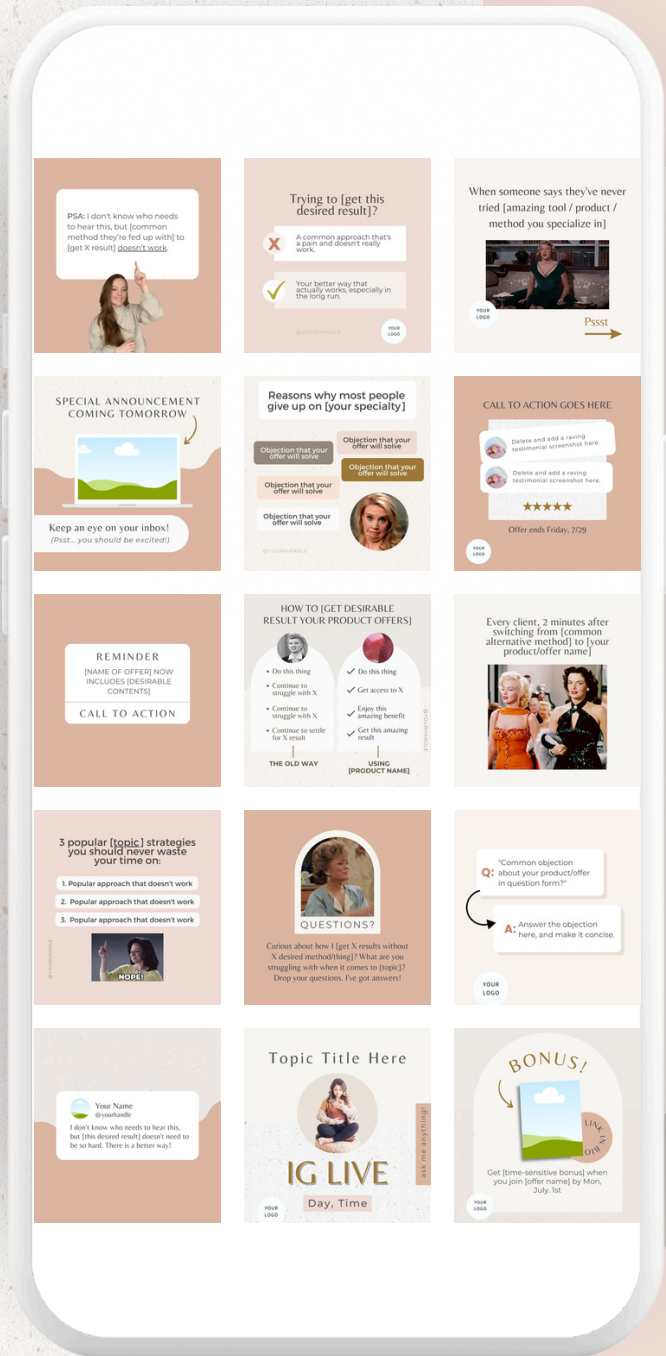 PSA: I don't know who needs
to hear this, but [common
method they're fed up with] to
[get X result] doesn't work.
Trying to [get this
desired result]?
X
A common approach that's
a pain and doesn't really
work.
Your better way that
actually works, especially in
the long run.
@YOURHANDLE
YOUR
LOGO
When someone says they've never
tried [amazing tool / product /
method you specialize in]
YOUR
LOGO
Pssst
SPECIAL ANNOUNCEMENT
COMING TOMORROW
Keep an eye on your inbox!
(Psst... you should be excited!)
Reasons why most people
give up on [your specialty]
Objection that your
offer will solve
Objection that your
offer will solve
Objection that your
offer will solve
Objection that your
offer will solve
Objection that your
offer will solve
@YOURHANDLE
CALL TO ACTION GOES HERE
Delete and add a raving
testimonial screenshot here.
Delete and add a raving
testimonial screenshot here.
Offer ends Friday, 7/29
YOUR
LOGO
REMINDER
[NAME OF OFFER] NOW
INCLUDES [DESIRABLE
CONTENTS]
CALL TO ACTION
HOW TO [GET DESIRABLE
RESULT YOUR PRODUCT OFFERS]
• Do this thing
• Continue to
struggle with X
• Continue to
struggle with X
• Continue to settle
for X result
THE OLD WAY
Do this thing
Get access to X
Enjoy this
amazing benefit
Get this amazing
result
USING
[PRODUCT NAME]
@YOURHANDLE
Every client, 2 minutes after
switching from [common
alternative method] to [your
product/offer name]
3 popular [topic] strategies
you should never waste
your time on:
1. Popular approach that doesn't work
2. Popular approach that doesn't work
3. Popular approach that doesn't work
NOPE!
@YOURHANDLE
QUESTIONS?
Curious about how I [get X results without
X desired method/thing]? What are you
struggling with when it comes to [topic]?
Drop your questions. I've got answers!
Q:
"Common objection
about your product/offer
in question form?"
A:
Answer the objection
here, and make it concise.
YOUR
LOGO
Your Name
@yourhandle
I don't know who needs to hear this,
but [this desired result] doesn't need to
be so hard. There is a better way!
Topic Title Here
ask me anything!
IG LIVE
Day, Time
YOUR
LOGO
BONUS!
LINK IN BIO
Get [time-sensitive bonus] when
you join [offer name] by Mon,
July. 1st
YOUR
LOGO